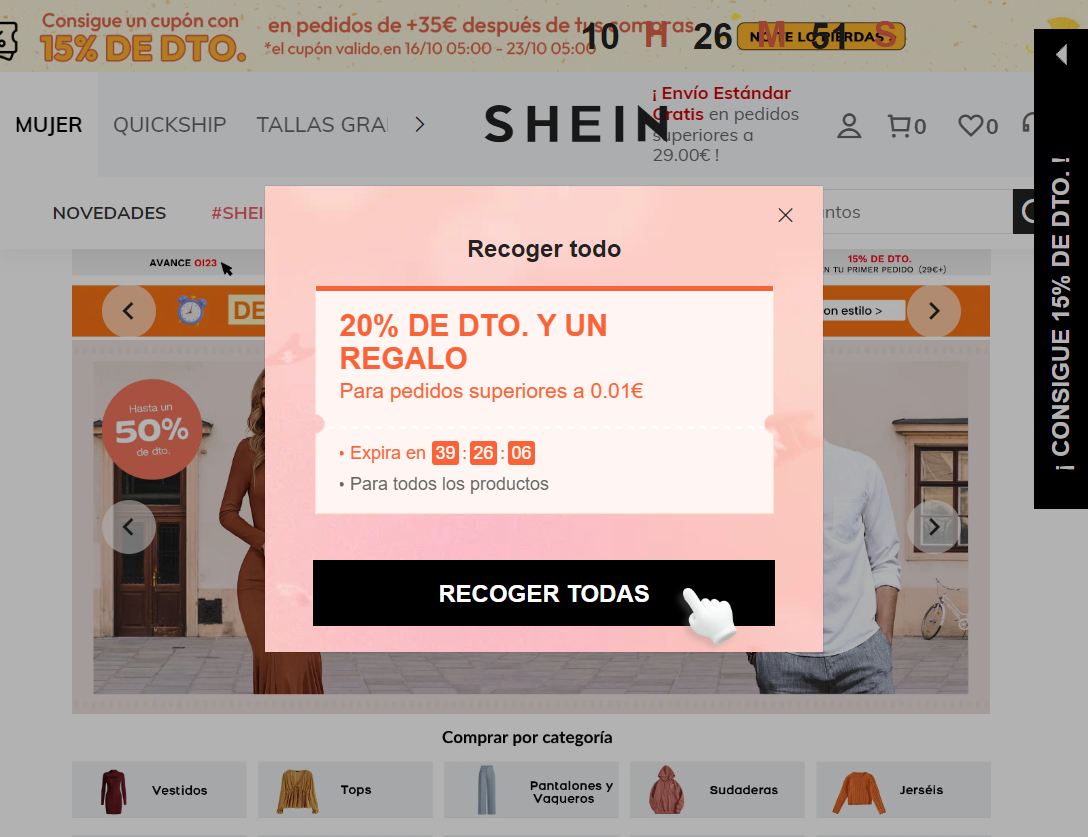 Consigue un cupón con
15% DE DTO.
en pedidos de +35€ después de tus compras
*el cupón valido en 16/10 05:00 - 23/10 05:00
10 H 26 M 51 S
MUJER
QUICKSHIP
TALLAS GRA
SHEIN
¡ Envío Estándar
Gratis en pedidos
superiores a
29.00€ !
0
0
NOVEDADES
#SHEI
¡ CONSIGUE 15% DE DTO. !
AVANCE OI23
15% DE DTO.
N TU PRIMER PEDIDO (29€+)
DE
on estilo >
Hasta un
50%
de dto.
Recoger todo
20% DE DTO. Y UN
REGALO
Para pedidos superiores a 0.01€
• Expira en 39 : 26 : 06
• Para todos los productos
RECOGER TODAS
Comprar por categoría
Vestidos
Tops
Pantalones y
Vaqueros
Sudaderas
Jerséis